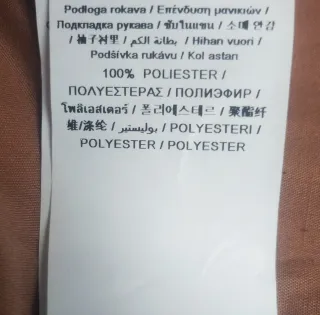 Podloga rokava / Επένδυση μανικιών /
Подкладка рукава / ซับในแขน / 소매 안감
/ 袖子衬里 / بطانة الكم / Hihan vuori /
Podšívka rukávu / Kol astarı
100% POLIESTER /
ΠΟΛΥΕΣΤΕΡΑΣ / ПОЛИЭФИР /
โพลีเอสเตอร์ / 폴리에스테르 / 聚酯纤
维/涤纶 / بوليستير / POLYESTERI /
POLYESTER / POLYESTER